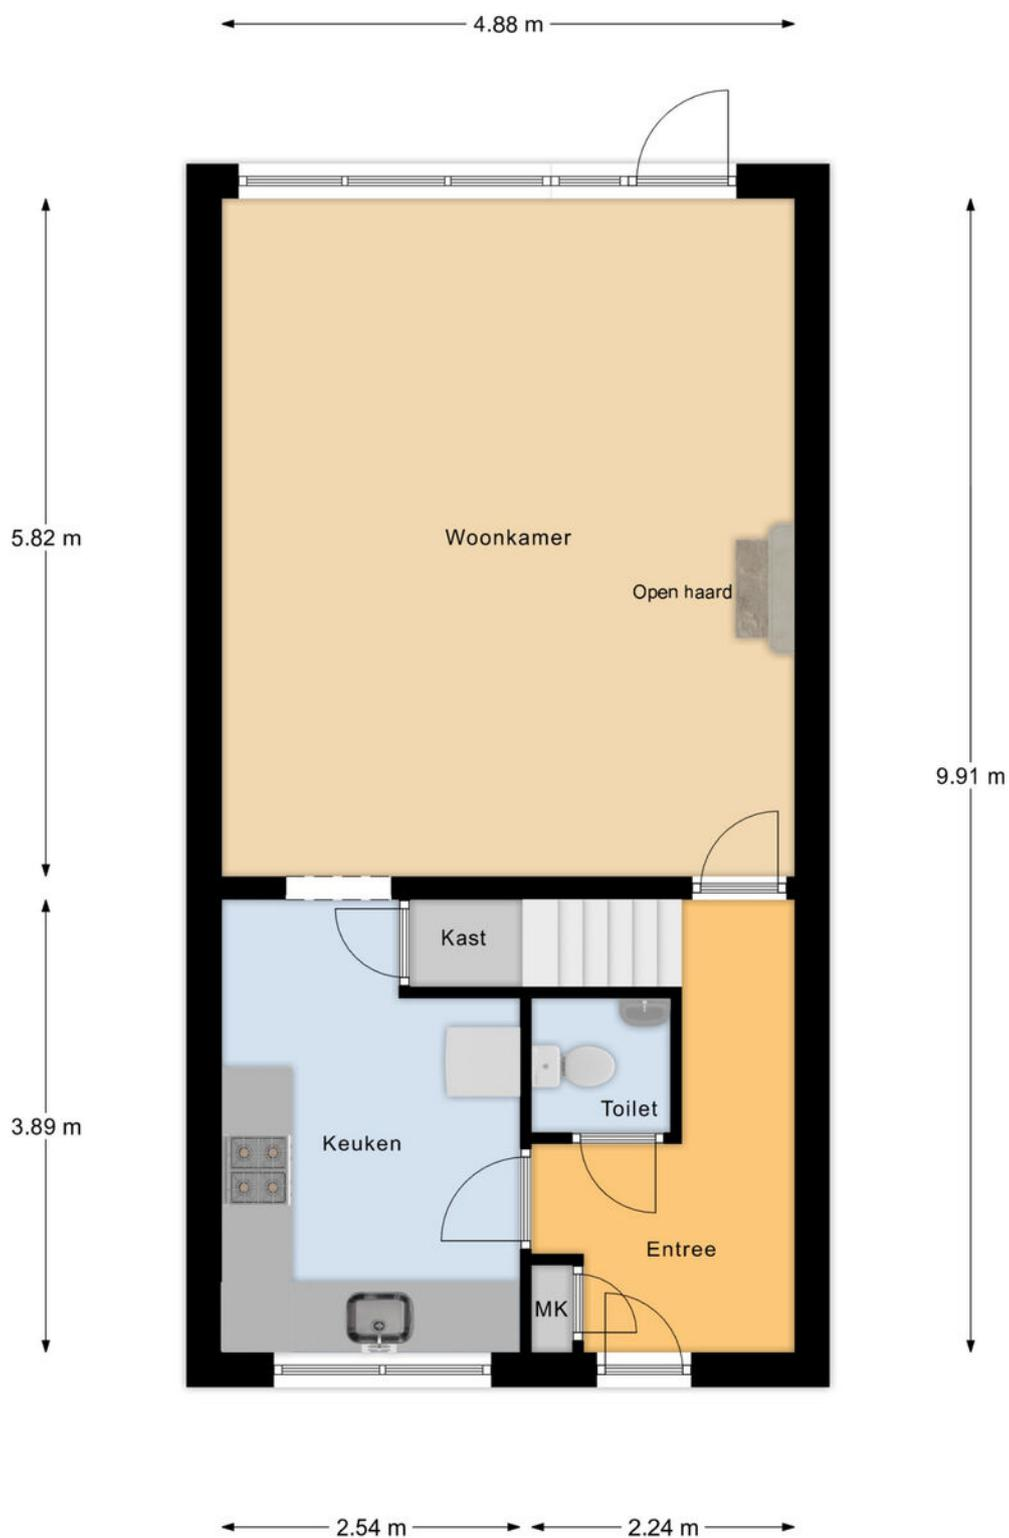 4.88 m
5.82 m
Woonkamer
Open haard
9.91 m
Kast
3.89 m
Toilet
Keuken
Entree
MK
2.54 m
2.24 m